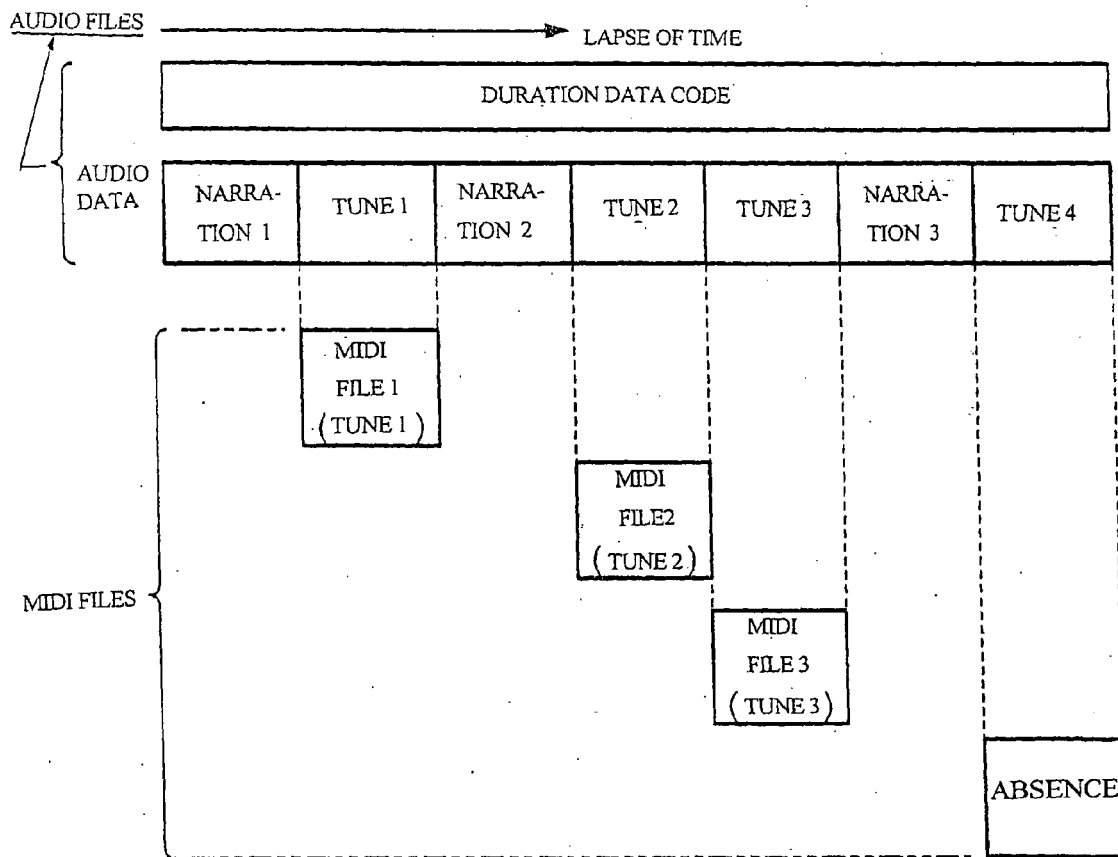 AUDIO FILES
LAPSE OF TIME
DURATION DATA CODE
AUDIO
DATA
NARRA-
TION 1
TUNE 1
NARRA-
TION 2
TUNE 2
TUNE 3
NARRA-
TION 3
TUNE 4
MIDI
FILE 1
(TUNE 1)
MIDI
FILE2
(TUNE 2)
MIDI FILES
MIDI
FILE 3
(TUNE 3)
ABSENCE